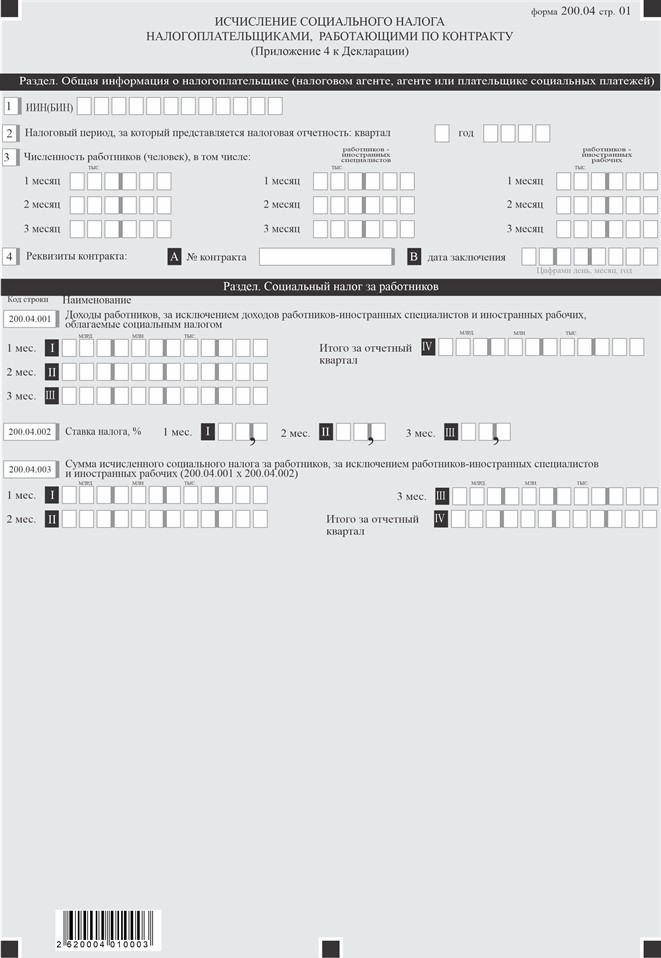 форма 200.04 стр. 01
ИСЧИСЛЕНИЕ СОЦИАЛЬНОГО НАЛОГА
НАЛОГОПЛАТЕЛЬЩИКАМИ, РАБОТАЮЩИМИ ПО КОНТРАКТУ
(Приложение 4 к Декларации)
Раздел. Общая информация о налогоплательщике (налоговом агенте, агенте или плательщике социальных платежей)
1 ИИН(БИН)
2 Налоговый период, за который представляется налоговая отчетность: квартал год
3 Численность работников (человек), в том числе:
работников -
иностранных
специалистов
работников -
иностранных
рабочих
тыс тыс тыс
1 месяц 1 месяц 1 месяц
2 месяц 2 месяц 2 месяц
3 месяц 3 месяц 3 месяц
4 Реквизиты контракта: A № контракта B дата заключения
Цифрами день, месяц, год
Раздел. Социальный налог за работников
Код строки Наименование
200.04.001 Доходы работников, за исключением доходов работников-иностранных специалистов и иностранных рабочих,
облагаемые социальным налогом
млрд. млн. тыс. млрд. млн. тыс.
1 мес. I Итого за отчетный IV
квартал
2 мес. II
3 мес. III
200.04.002 Ставка налога, % 1 мес. I , 2 мес. II , 3 мес. III ,
200.04.003 Сумма исчисленного социального налога за работников, за исключением работников-иностранных специалистов
и иностранных рабочих (200.04.001 х 200.04.002)
млрд. млн. тыс. млрд. млн. тыс.
1 мес. I 3 мес. III
2 мес. II Итого за отчетный IV
квартал
2 620004 010003